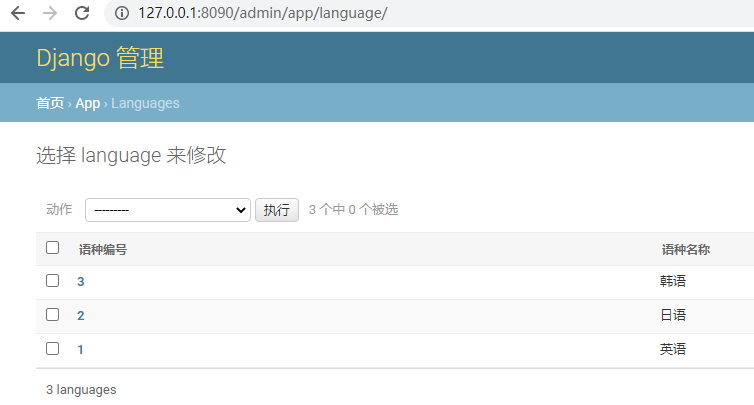 127.0.0.1:8090/admin/app/language/
Django 管理
首页 › App › Languages
选择 language 来修改
动作 --------- 执行 3 个中 0 个被选
语种编号 语种名称
3 韩语
2 日语
1 英语
3 languages